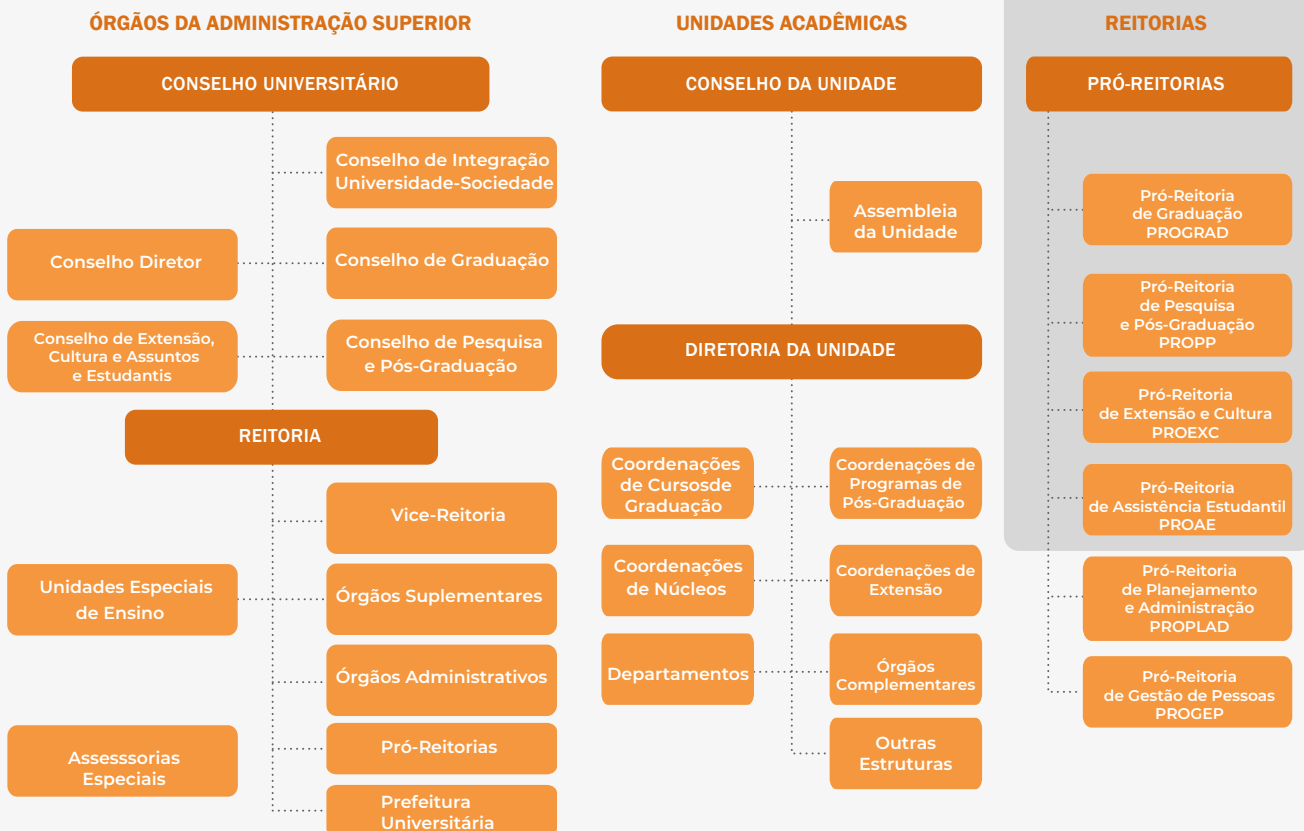 ÓRGÃOS DA ADMINISTRAÇÃO SUPERIOR
CONSELHO UNIVERSITÁRIO
Conselho de Integração
Universidade-Sociedade
Conselho Diretor
Conselho de Graduação
Conselho de Extensão,
Cultura e Assuntos
e Estudantis
Conselho de Pesquisa
e Pós-Graduação
REITORIA
Vice-Reitoria
Unidades Especiais
de Ensino
Órgãos Suplementares
Órgãos Administrativos
Assesssorias
Especiais
Pró-Reitorias
Prefeitura
Universitária
UNIDADES ACADÊMICAS
CONSELHO DA UNIDADE
Assembleia
da Unidade
DIRETORIA DA UNIDADE
Coordenações
de Cursosde
Graduação
Coordenações de
Programas de
Pós-Graduação
Coordenações
de Núcleos
Coordenações de
Extensão
Departamentos
Órgãos
Complementares
Outras
Estruturas
REITORIAS
PRÓ-REITORIAS
Pró-Reitoria
de Graduação
PROGRAD
Pró-Reitoria
de Pesquisa
e Pós-Graduação
PROPP
Pró-Reitoria
de Extensão e Cultura
PROEXC
Pró-Reitoria
de Assistência Estudantil
PROAE
Pró-Reitoria
de Planejamento
e Administração
PROPLAD
Pró-Reitoria
de Gestão de Pessoas
PROGEP